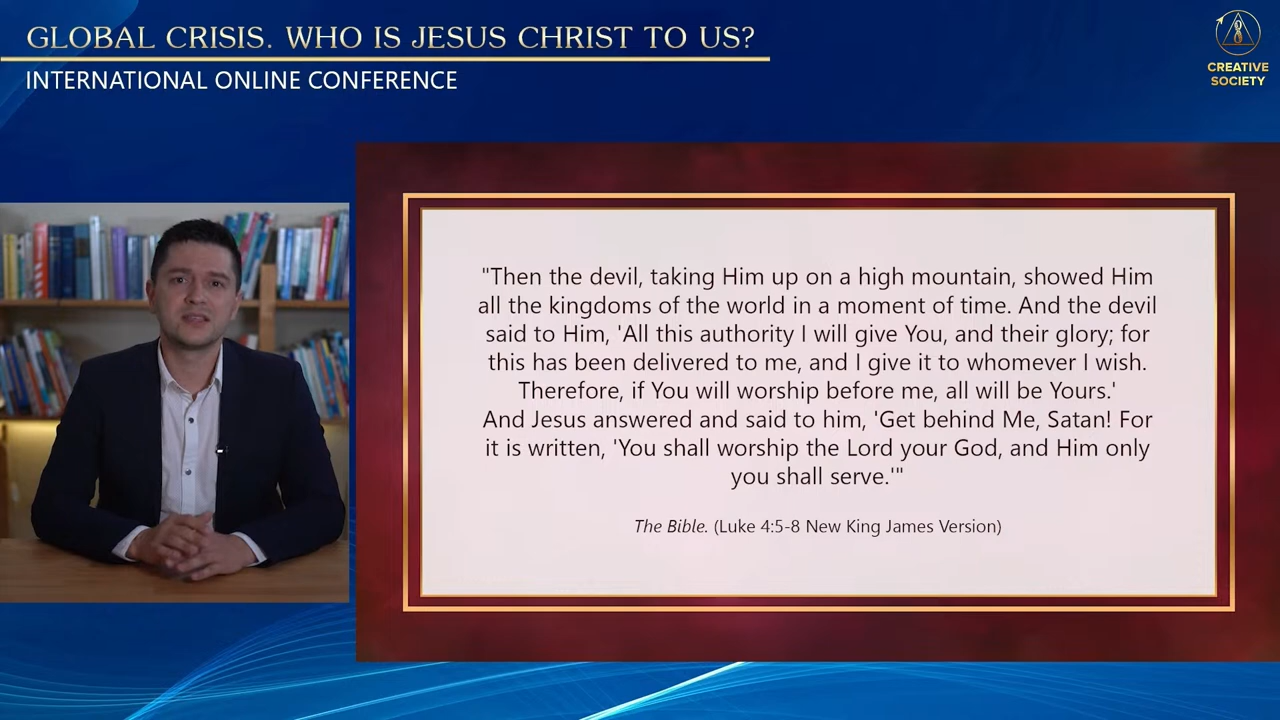 GLOBAL CRISIS. WHO IS JESUS CHRIST TO US?
INTERNATIONAL ONLINE CONFERENCE
CREATIVE
SOCIETY
"Then the devil, taking Him up on a high mountain, showed Him
all the kingdoms of the world in a moment of time. And the devil
said to Him, 'All this authority I will give You, and their glory; for
this has been delivered to me, and I give it to whomever I wish.
Therefore, if You will worship before me, all will be Yours.'
And Jesus answered and said to him, 'Get behind Me, Satan! For
it is written, 'You shall worship the Lord your God, and Him only
you shall serve.'"
The Bible. (Luke 4:5-8 New King James Version)